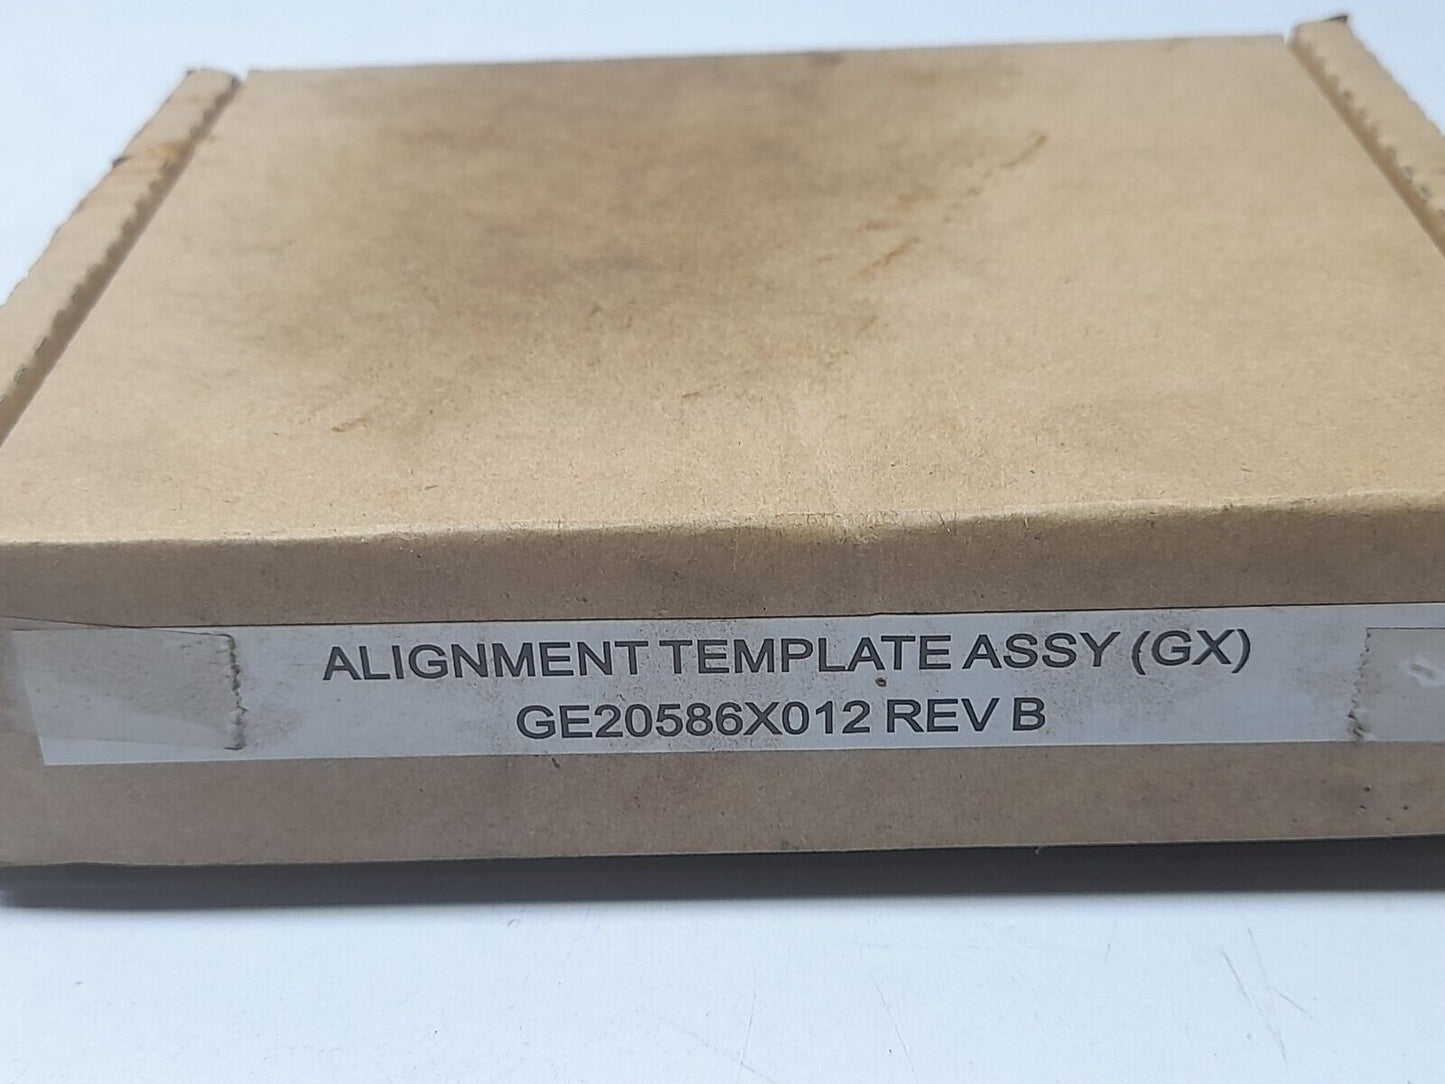 ALIGNMENT TEMPLATE ASSY (GX)
GE20586X012 REV B